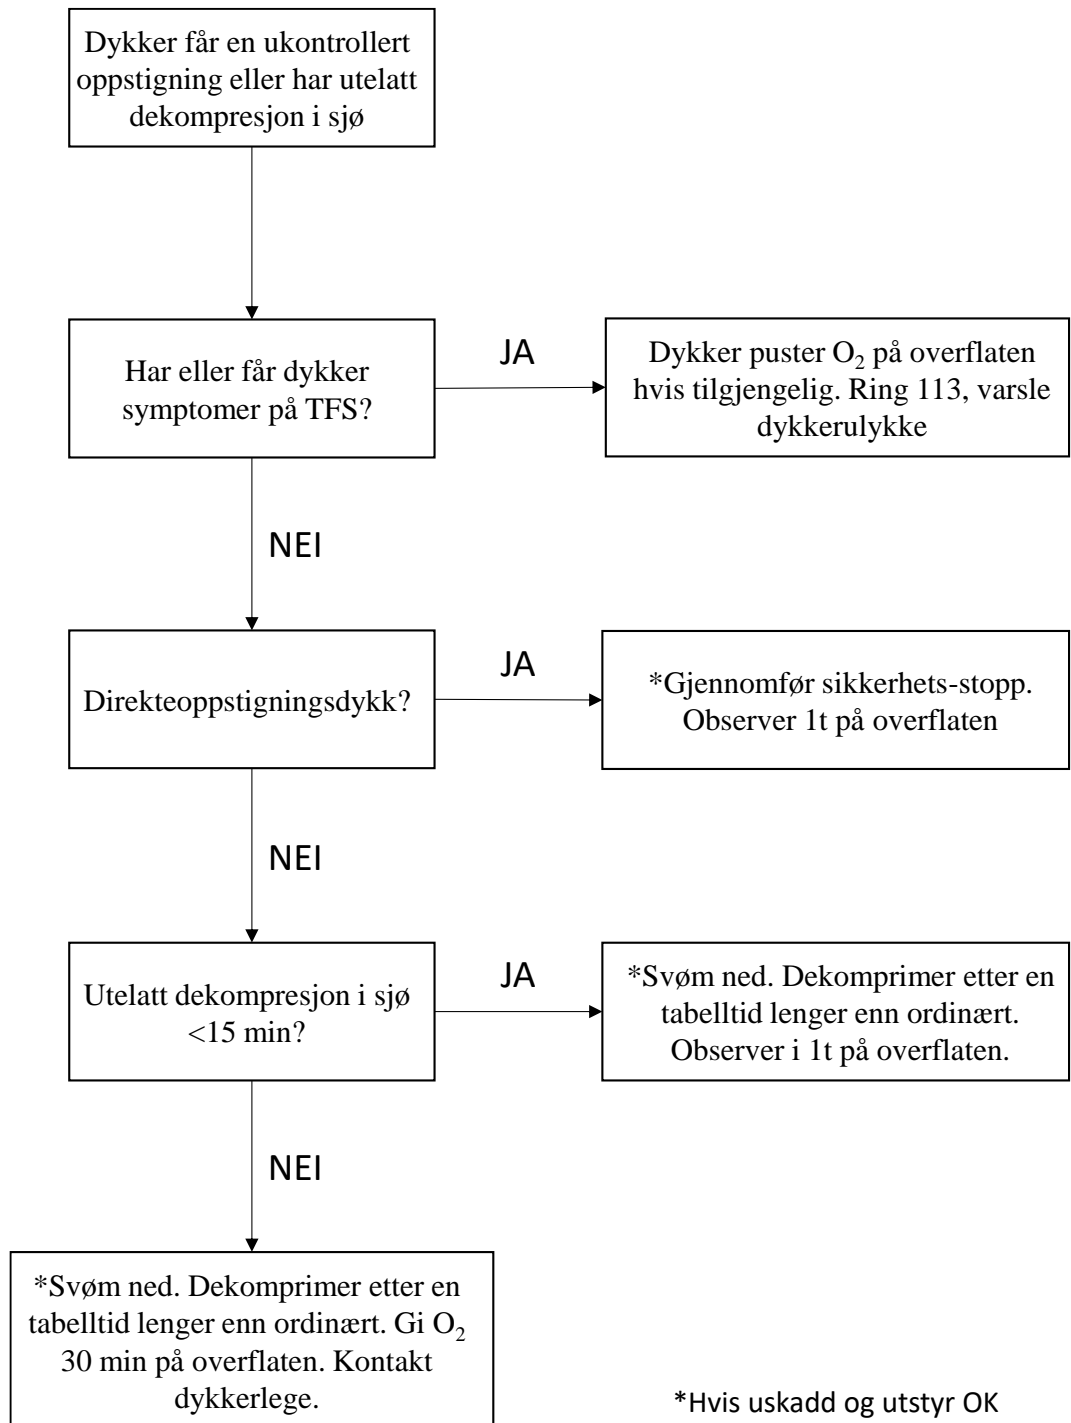 Dykker får en ukontrollert
oppstigning eller har utelatt
dekompresjon i sjø
Har eller får dykker
symptomer på TFS?
JA
Dykker puster O₂ på overflaten
hvis tilgjengelig. Ring 113, varsle
dykkerulykke
NEI
Direkteoppstigningsdykk?
JA
*Gjennomfør sikkerhets-stopp.
Observer 1t på overflaten
NEI
Utelatt dekompresjon i sjø
<15 min?
JA
*Svøm ned. Dekomprimer etter en
tabelltid lenger enn ordinært.
Observer i 1t på overflaten.
NEI
*Svøm ned. Dekomprimer etter en
tabelltid lenger enn ordinært. Gi O₂
30 min på overflaten. Kontakt
dykkerlege.
*Hvis uskadd og utstyr OK